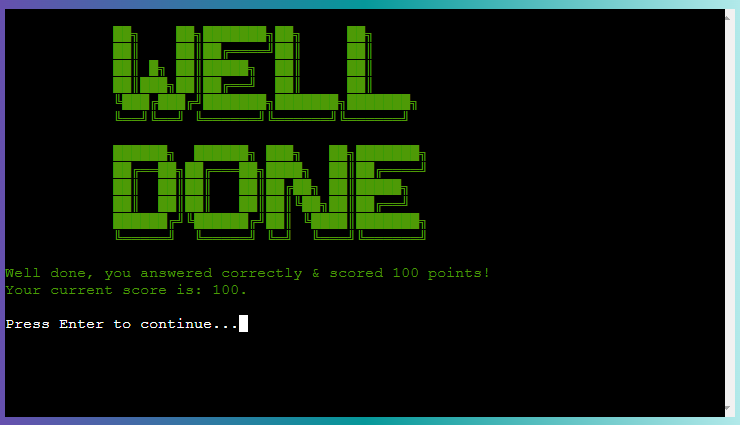 WELL
DONE
Well done, you answered correctly & scored 100 points!
Your current score is: 100.
Press Enter to continue...